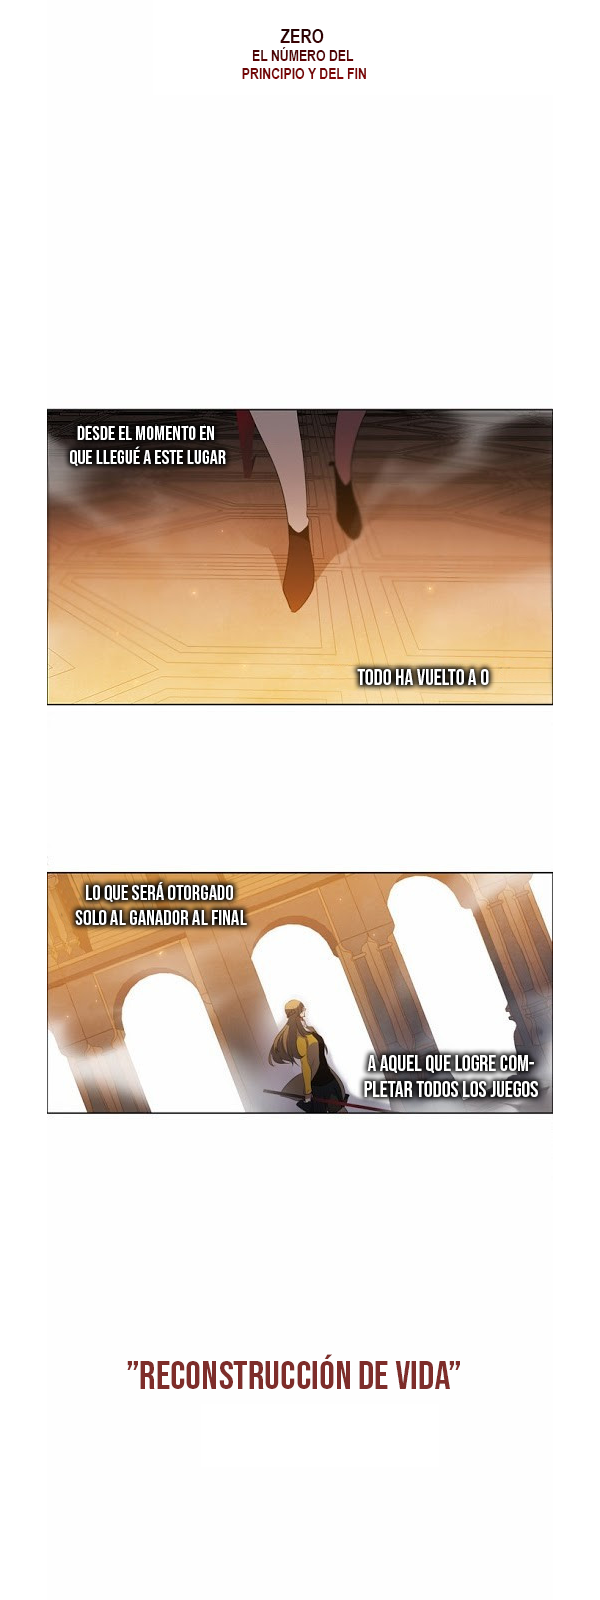 ZERO
EL NÚMERO DEL
PRINCIPIO Y DEL FIN
DESDE EL MOMENTO EN
QUE LLEGUÉ A ESTE LUGAR
TODO HA VUELTO A 0
LO QUE SERÁ OTORGADO
SOLO AL GANADOR AL FINAL
A AQUEL QUE LOGRE COM-
PLETAR TODOS LOS JUEGOS
”RECONSTRUCCIÓN DE VIDA”